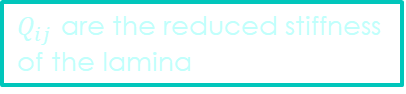 Q_{ij} are the reduced stiffness
of the lamina